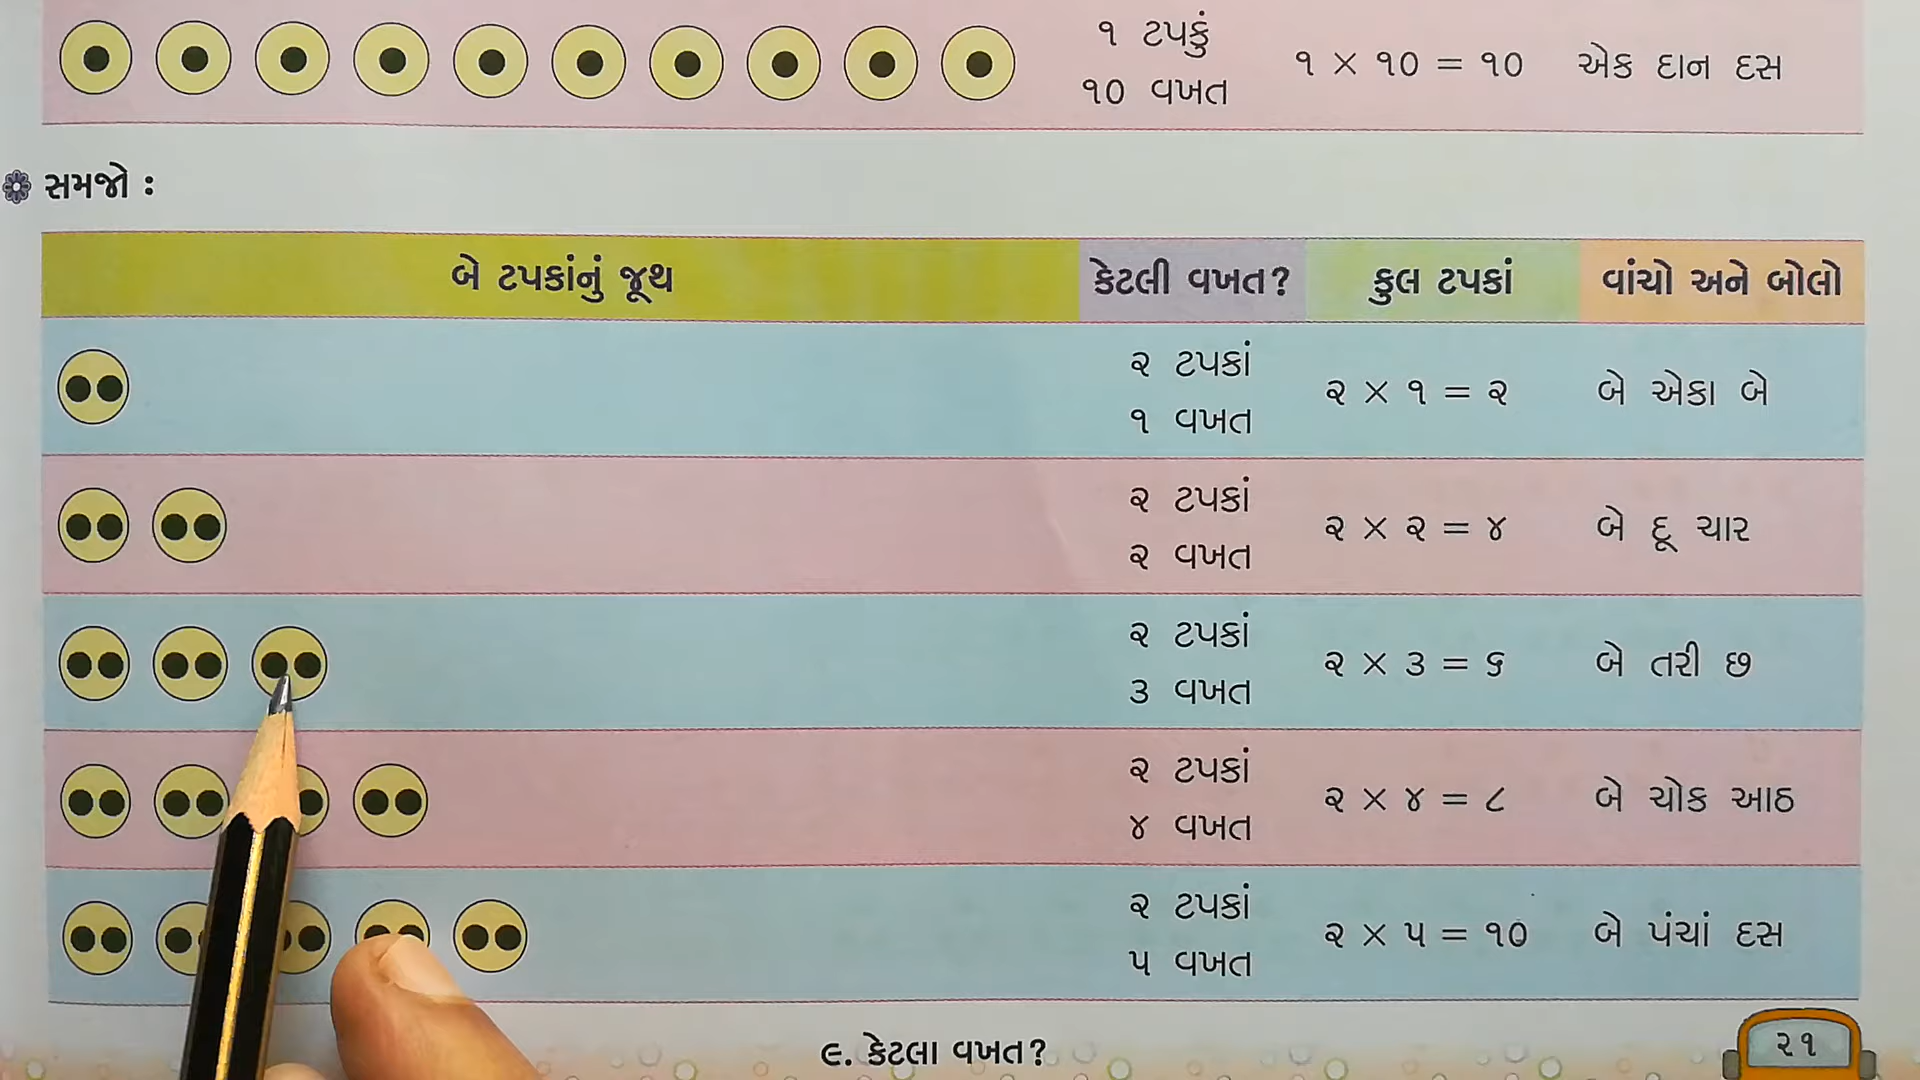 ૧ ટપકું
૧૦ વખત
૧ × ૧૦ = ૧૦
એક દાન દસ
સમજો :
બે ટપકાંનું જૂથ
કેટલી વખત?
કુલ ટપકાં
વાંચો અને બોલો
૨ ટપકાં
૧ વખત
૨ × ૧ = ૨
બે એકા બે
૨ ટપકાં
૨ વખત
૨ × ૨ = ૪
બે દૂ ચાર
૨ ટપકાં
૩ વખત
૨ × ૩ = ૬
બે તરી છ
૨ ટપકાં
૪ વખત
૨ × ૪ = ૮
બે ચોક આઠ
૨ ટપકાં
૫ વખત
૨ × ૫ = ૧૦
બે પંચાં દસ
૯. કેટલા વખત?
૨૧